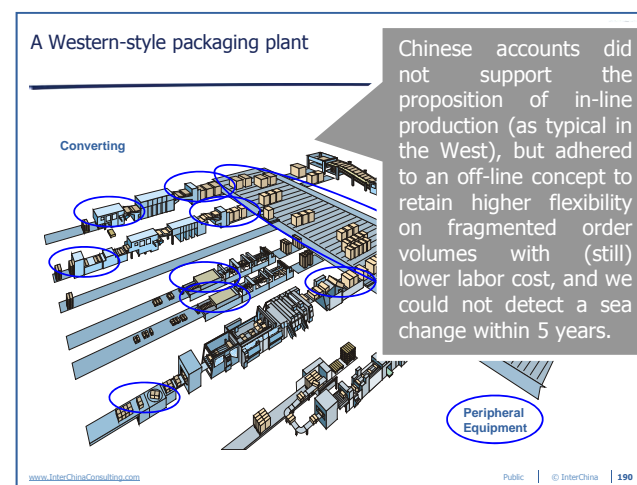 A Western-style packaging plant
Chinese accounts did
not support the
proposition of in-line
production (as typical in
the West), but adhered
to an off-line concept to
retain higher flexibility
on fragmented order
volumes with (still)
lower labor cost, and we
could not detect a sea
change within 5 years.
Converting
Peripheral
Equipment
www.InterChinaConsulting.com
Public
© InterChina
190